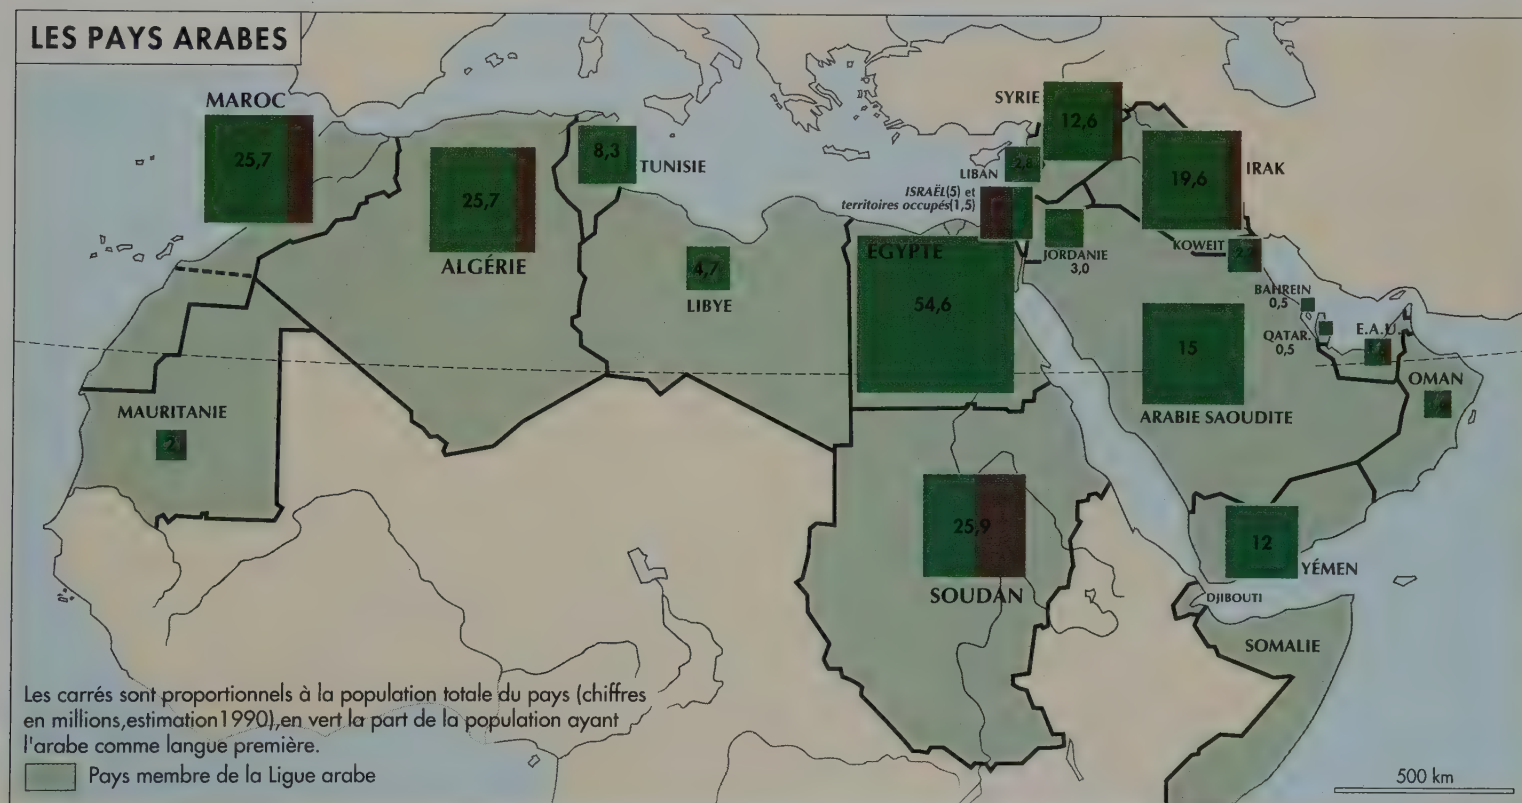 LES PAYS ARABES
MAROC
25,7
25,7
ALGÉRIE
8,3
TUNISIE
4,7
LIBYE
SYRIE
12,6
LIBAN
2,8
ISRAËL(5) et
territoires occupés(1,5)
19,6
IRAK
EGYPTE
54,6
JORDANIE
3,0
KOWEIT
BAHREIN
0,5
QATAR.
0,5
E.A.U.
15
ARABIE SAOUDITE
OMAN
MAURITANIE
2
25,9
SOUDAN
12
YÉMEN
DJIBOUTI
SOMALIE
Les carrés sont proportionnels à la population totale du pays (chiffres
en millions,estimation1990),en vert la part de la population ayant
l'arabe comme langue première.
Pays membre de la Ligue arabe
500 km